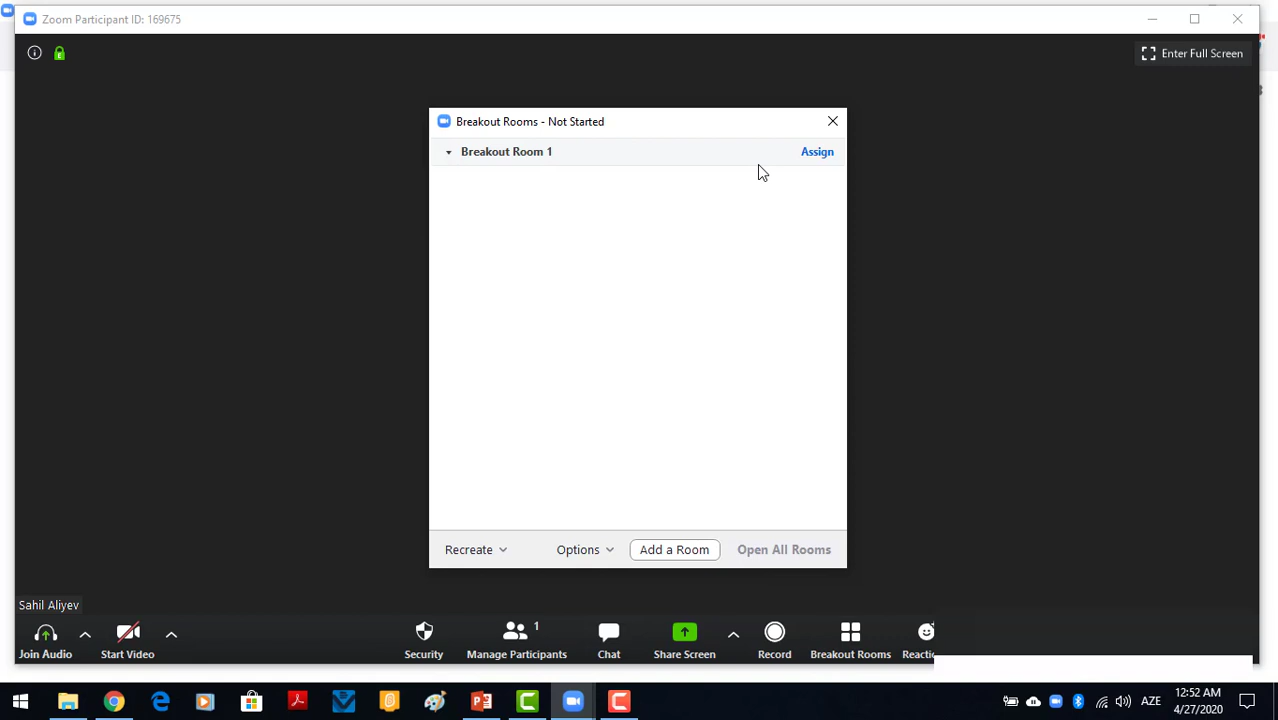 Zoom Participant ID: 169675
Enter Full Screen
Breakout Rooms - Not Started
Breakout Room 1
Assign
Recreate
Options
Add a Room
Open All Rooms
Sahil Aliyev
Join Audio
Start Video
Security
1
Manage Participants
Chat
Share Screen
Record
Breakout Rooms
Reactic
AZE
12:52 AM
4/27/2020